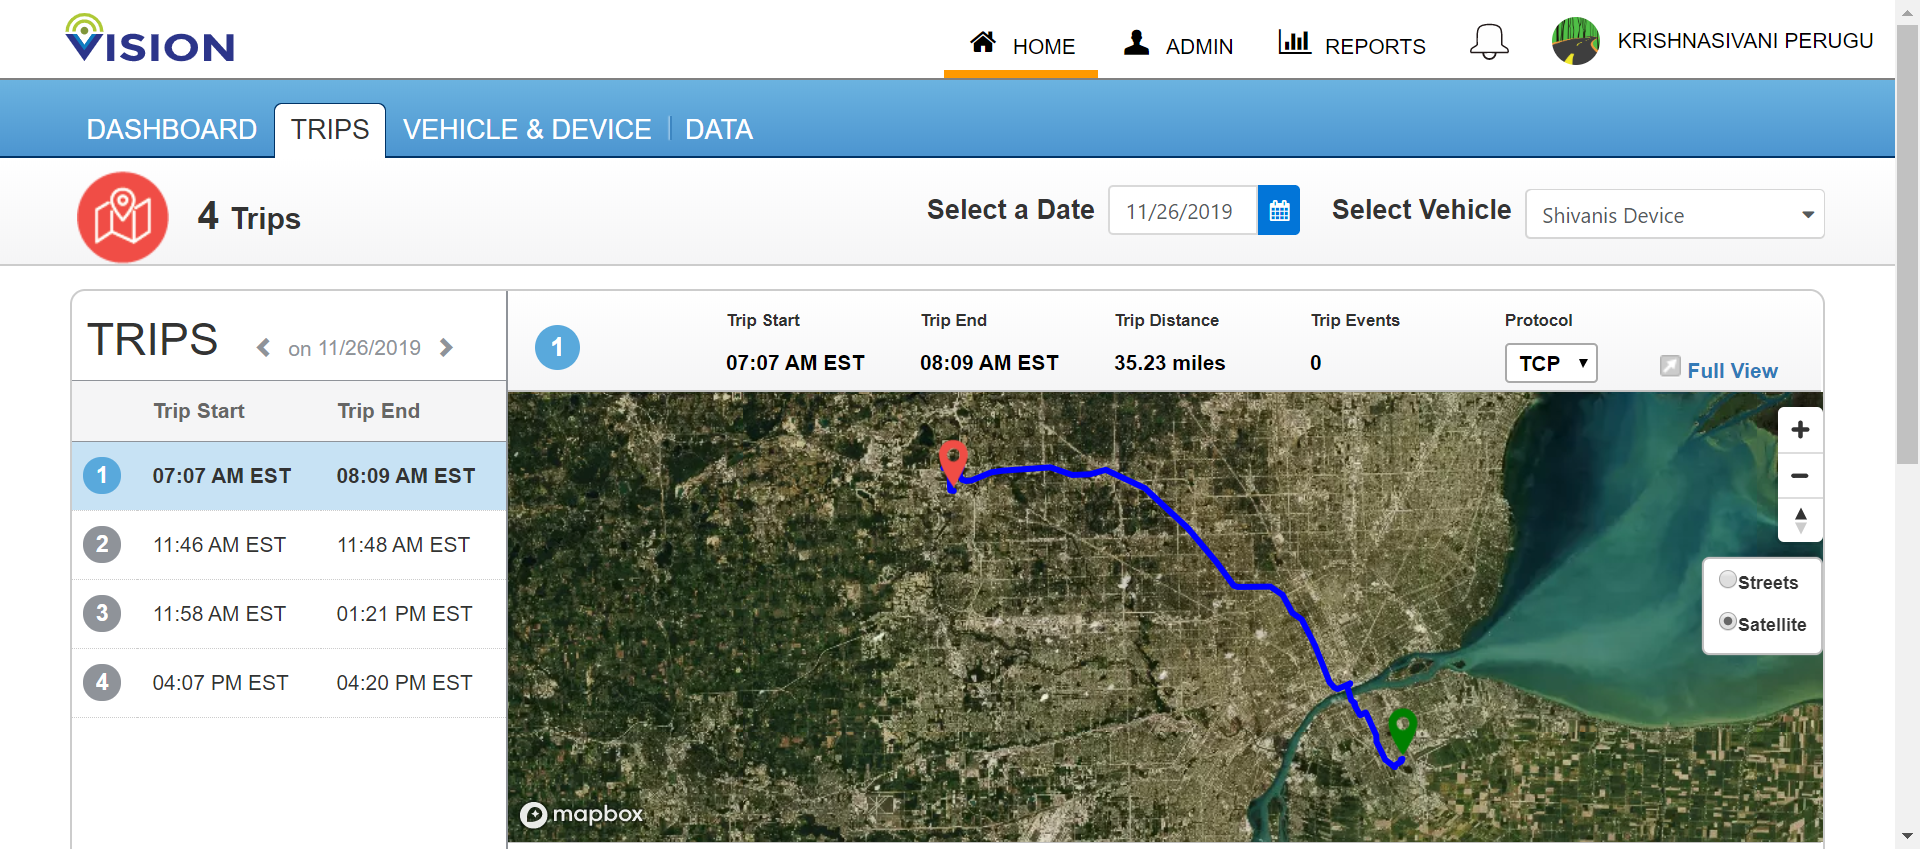 VISION
HOME
ADMIN
REPORTS
KRISHNASIVANI PERUGU
DASHBOARD
TRIPS
VEHICLE & DEVICE
DATA
4 Trips
Select a Date
11/26/2019
Select Vehicle
Shivanis Device
TRIPS
on 11/26/2019
Trip Start Trip End
1 07:07 AM EST 08:09 AM EST
2 11:46 AM EST 11:48 AM EST
3 11:58 AM EST 01:21 PM EST
4 04:07 PM EST 04:20 PM EST
1
Trip Start Trip End Trip Distance Trip Events Protocol
07:07 AM EST 08:09 AM EST 35.23 miles 0 TCP
Full View
+
−
Streets
Satellite
mapbox